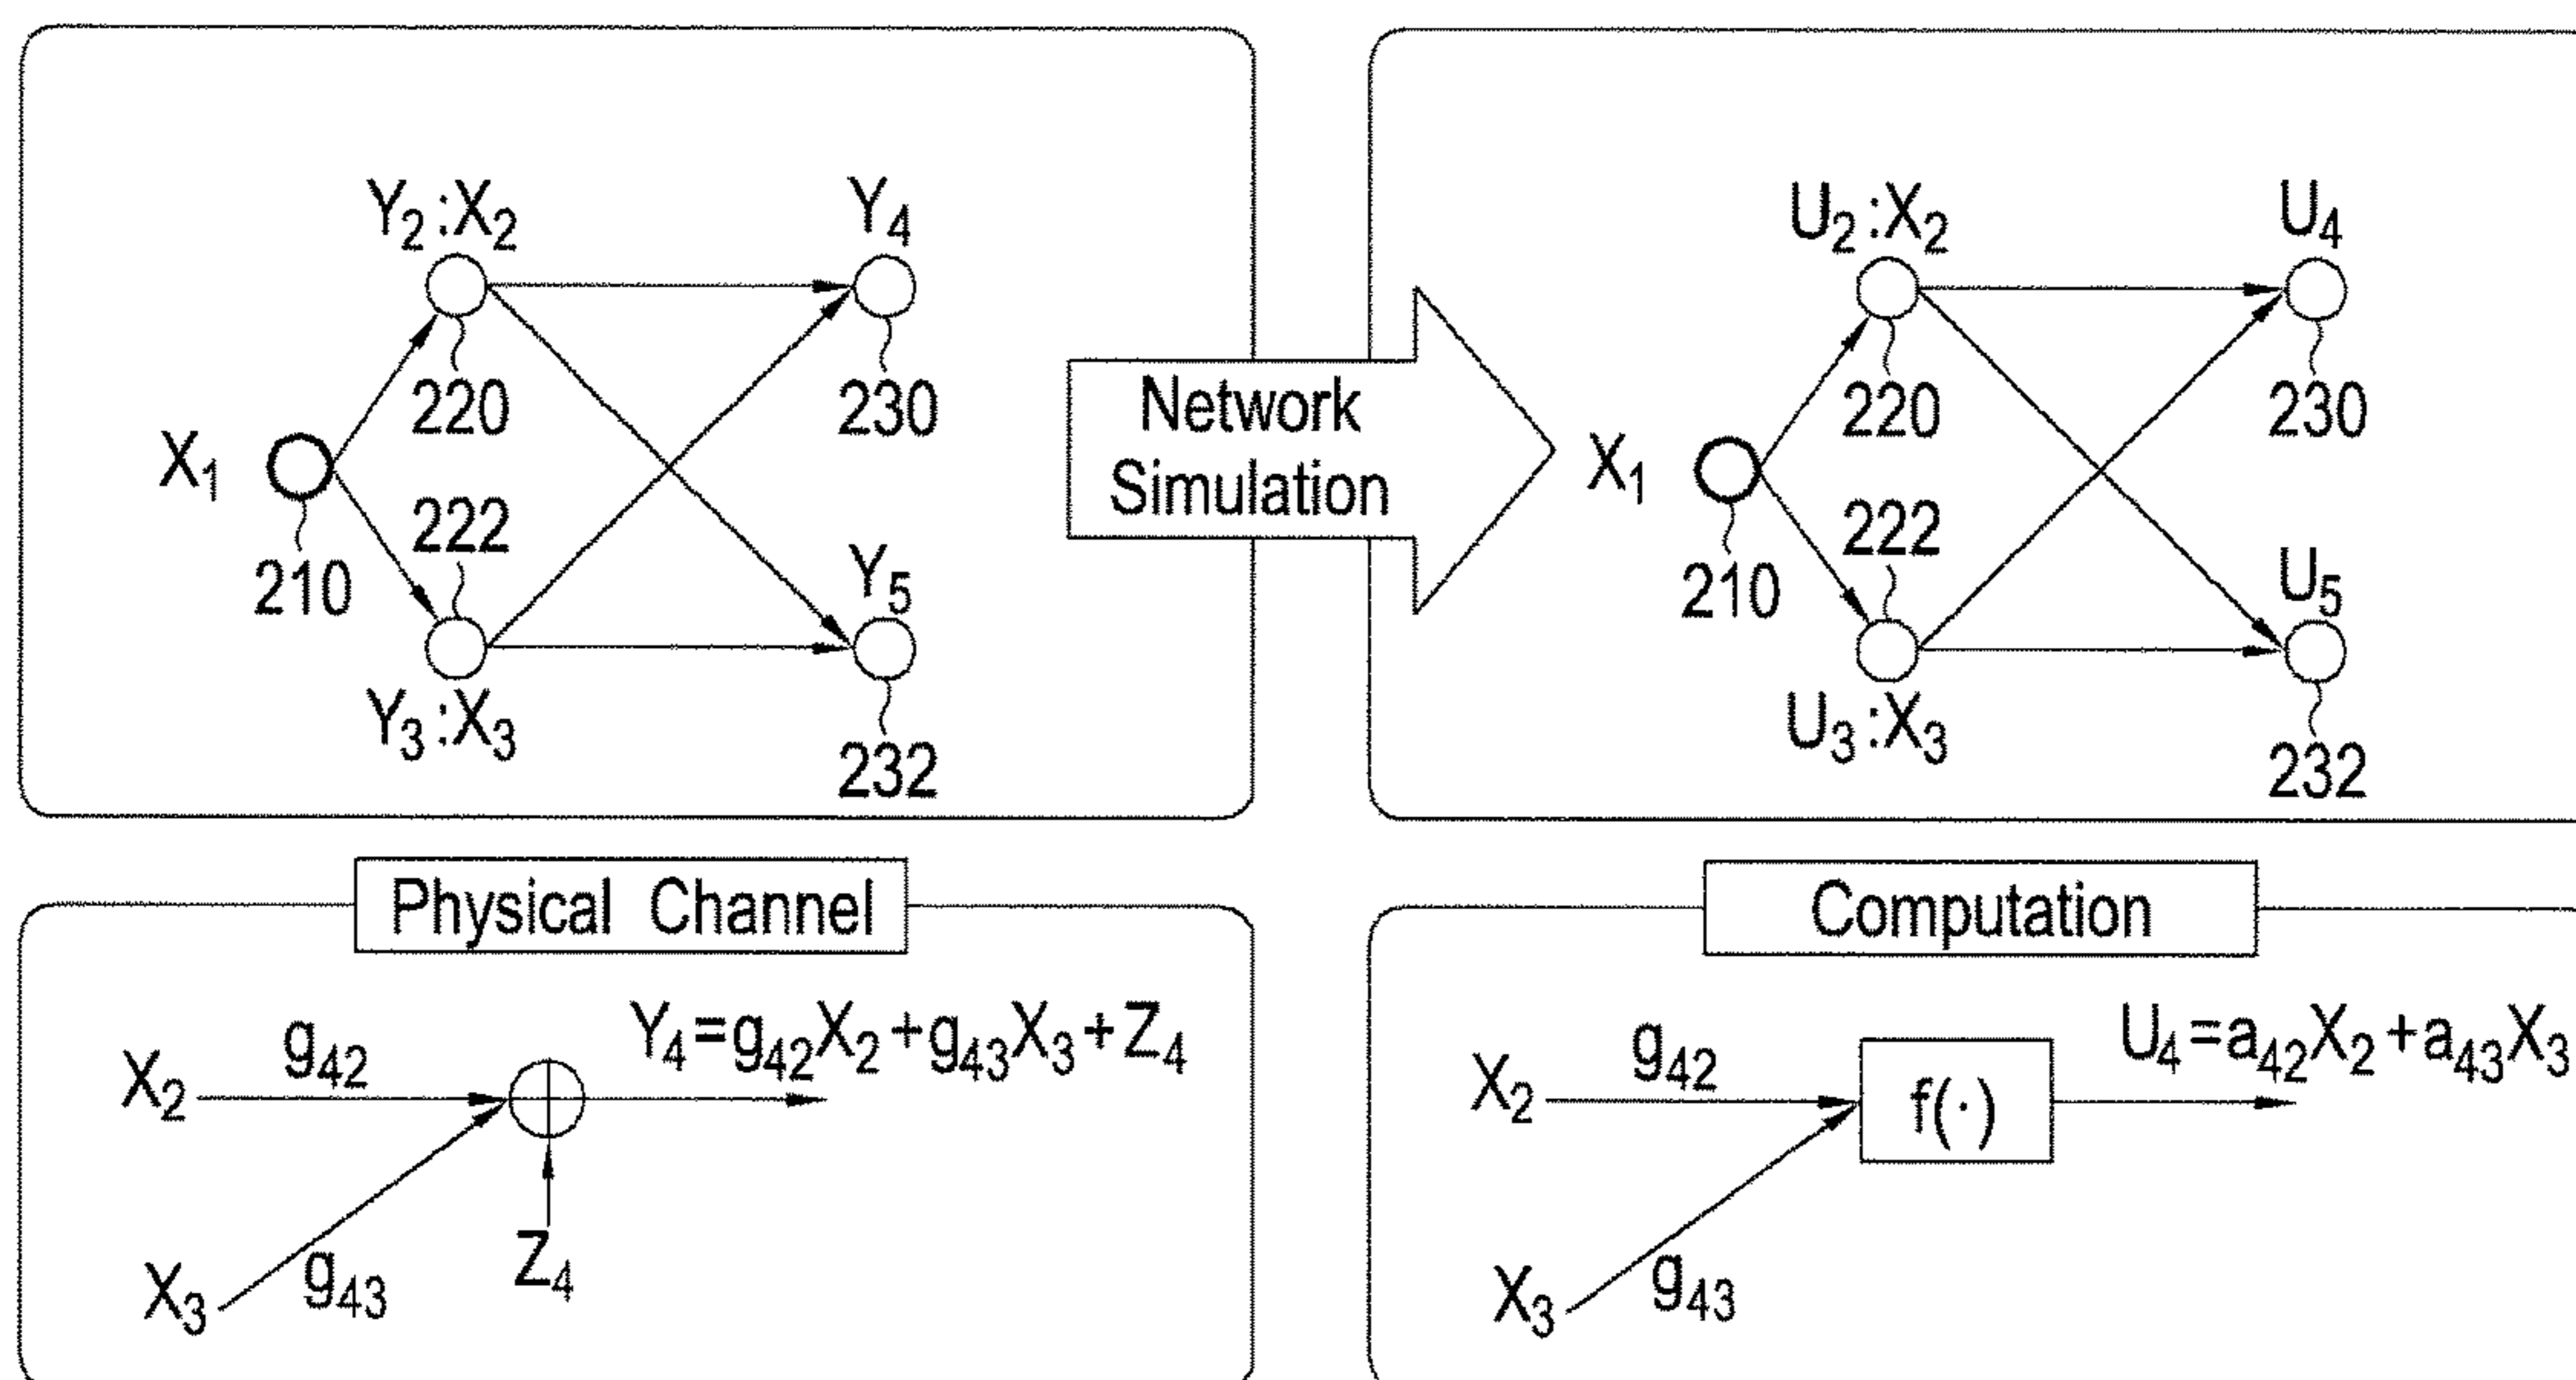 Y2:X2
Y4
220
230
X1
222
210
Y5
Y3:X3
232
Network
Simulation
U2:X2
U4
220
230
X1
222
210
U5
U3:X3
232
Physical Channel
Y4=g42X2+g43X3+Z4
g42
X2
Z4
g43
X3
Computation
U4=a42X2+a43X3
g42
X2
f(·)
g43
X3